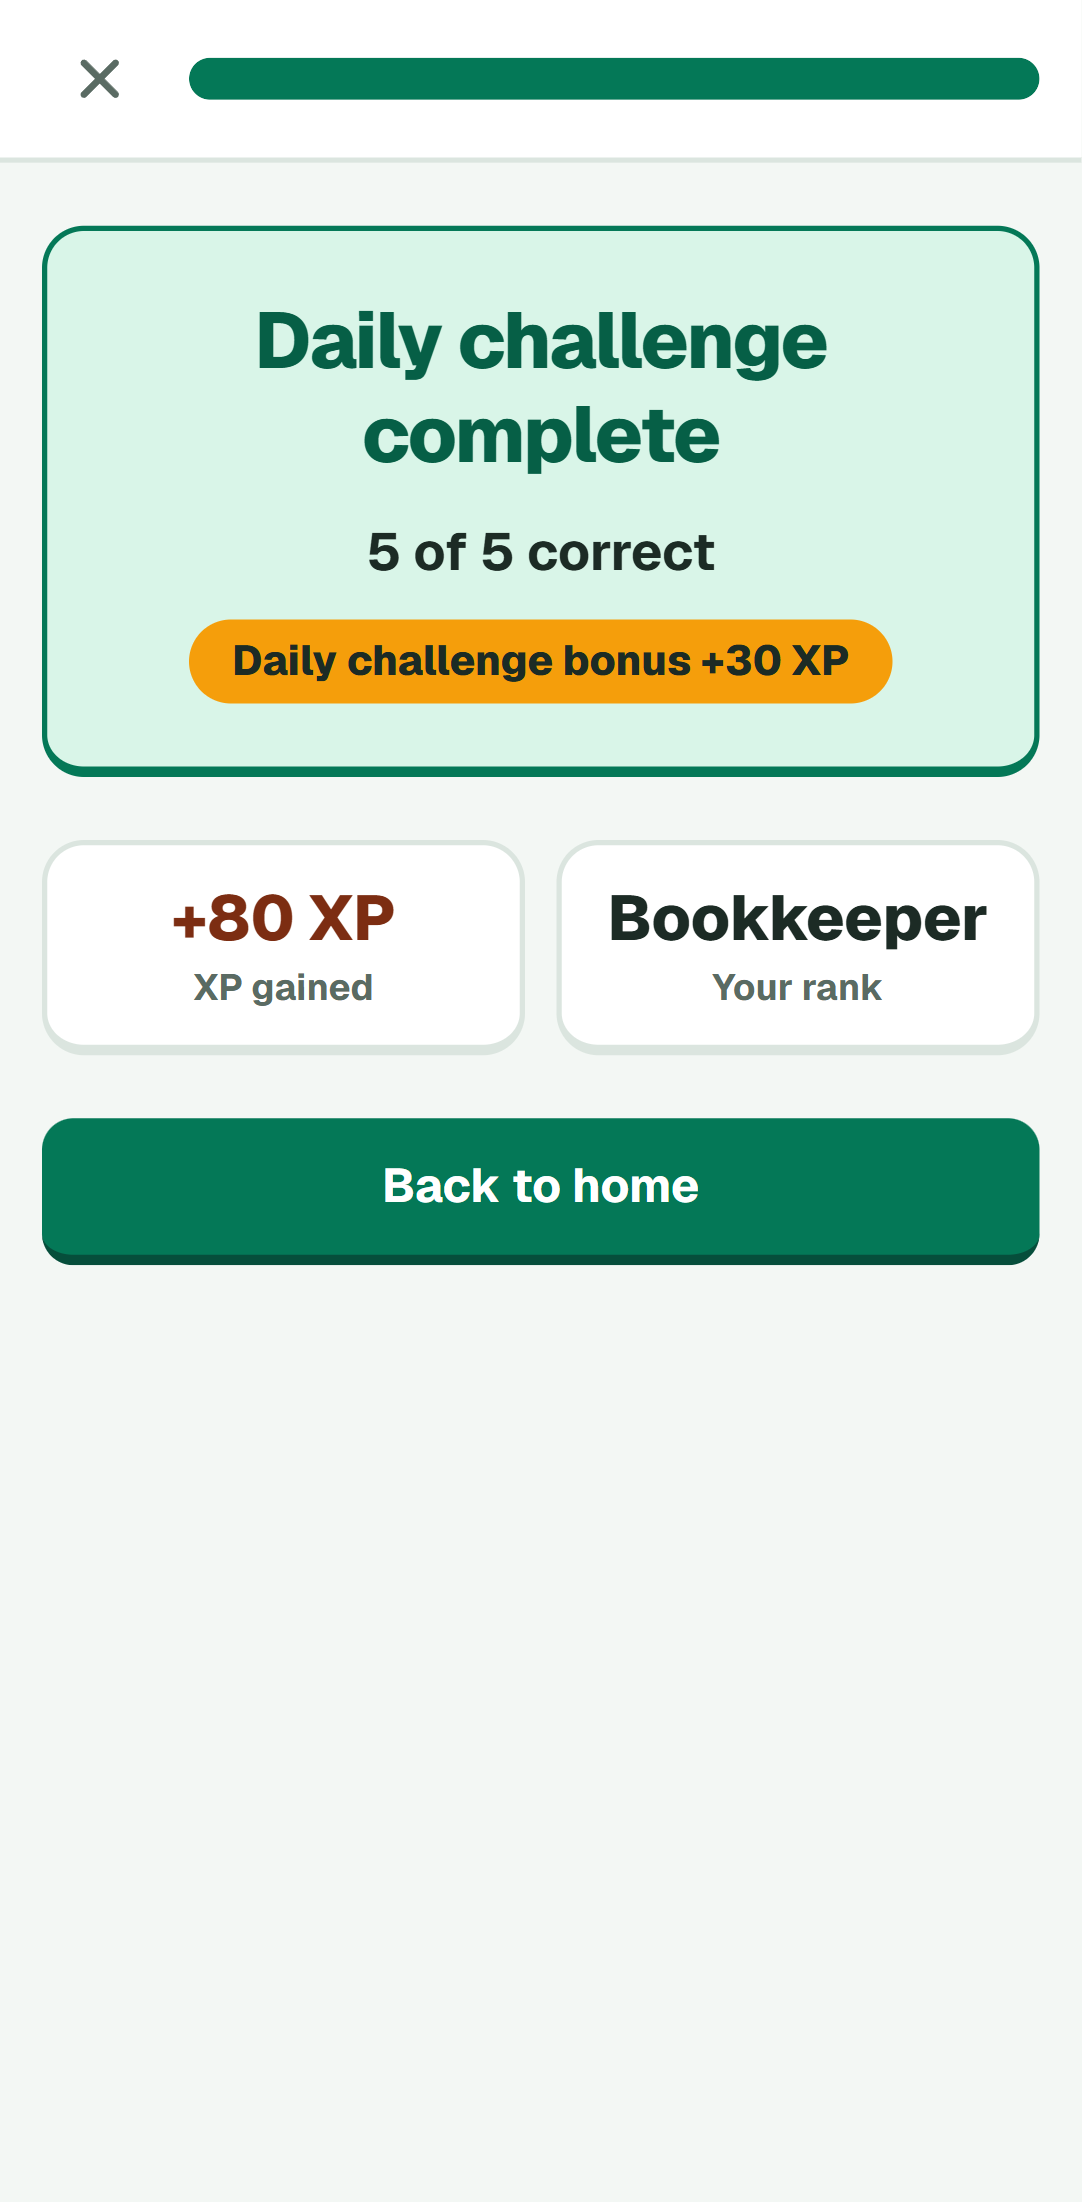 Daily challenge
complete
5 of 5 correct
Daily challenge bonus +30 XP
+80 XP
XP gained
Bookkeeper
Your rank
Back to home